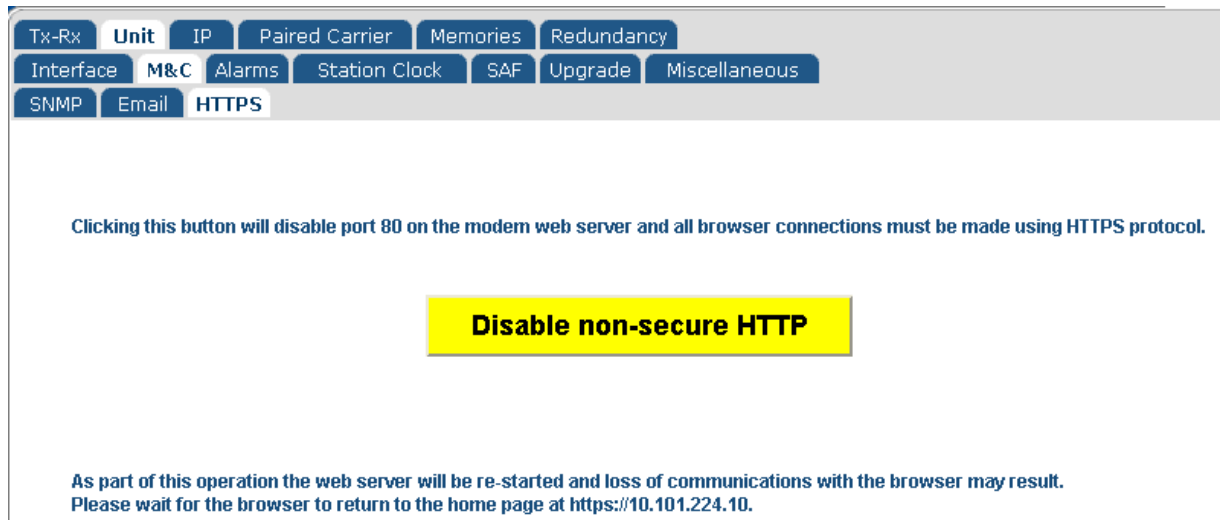 Tx-Rx Unit IP Paired Carrier Memories Redundancy
Interface M&C Alarms Station Clock SAF Upgrade Miscellaneous
SNMP Email HTTPS
Clicking this button will disable port 80 on the modem web server and all browser connections must be made using HTTPS protocol.
Disable non-secure HTTP
As part of this operation the web server will be re-started and loss of communications with the browser may result.
Please wait for the browser to return to the home page at https://10.101.224.10.